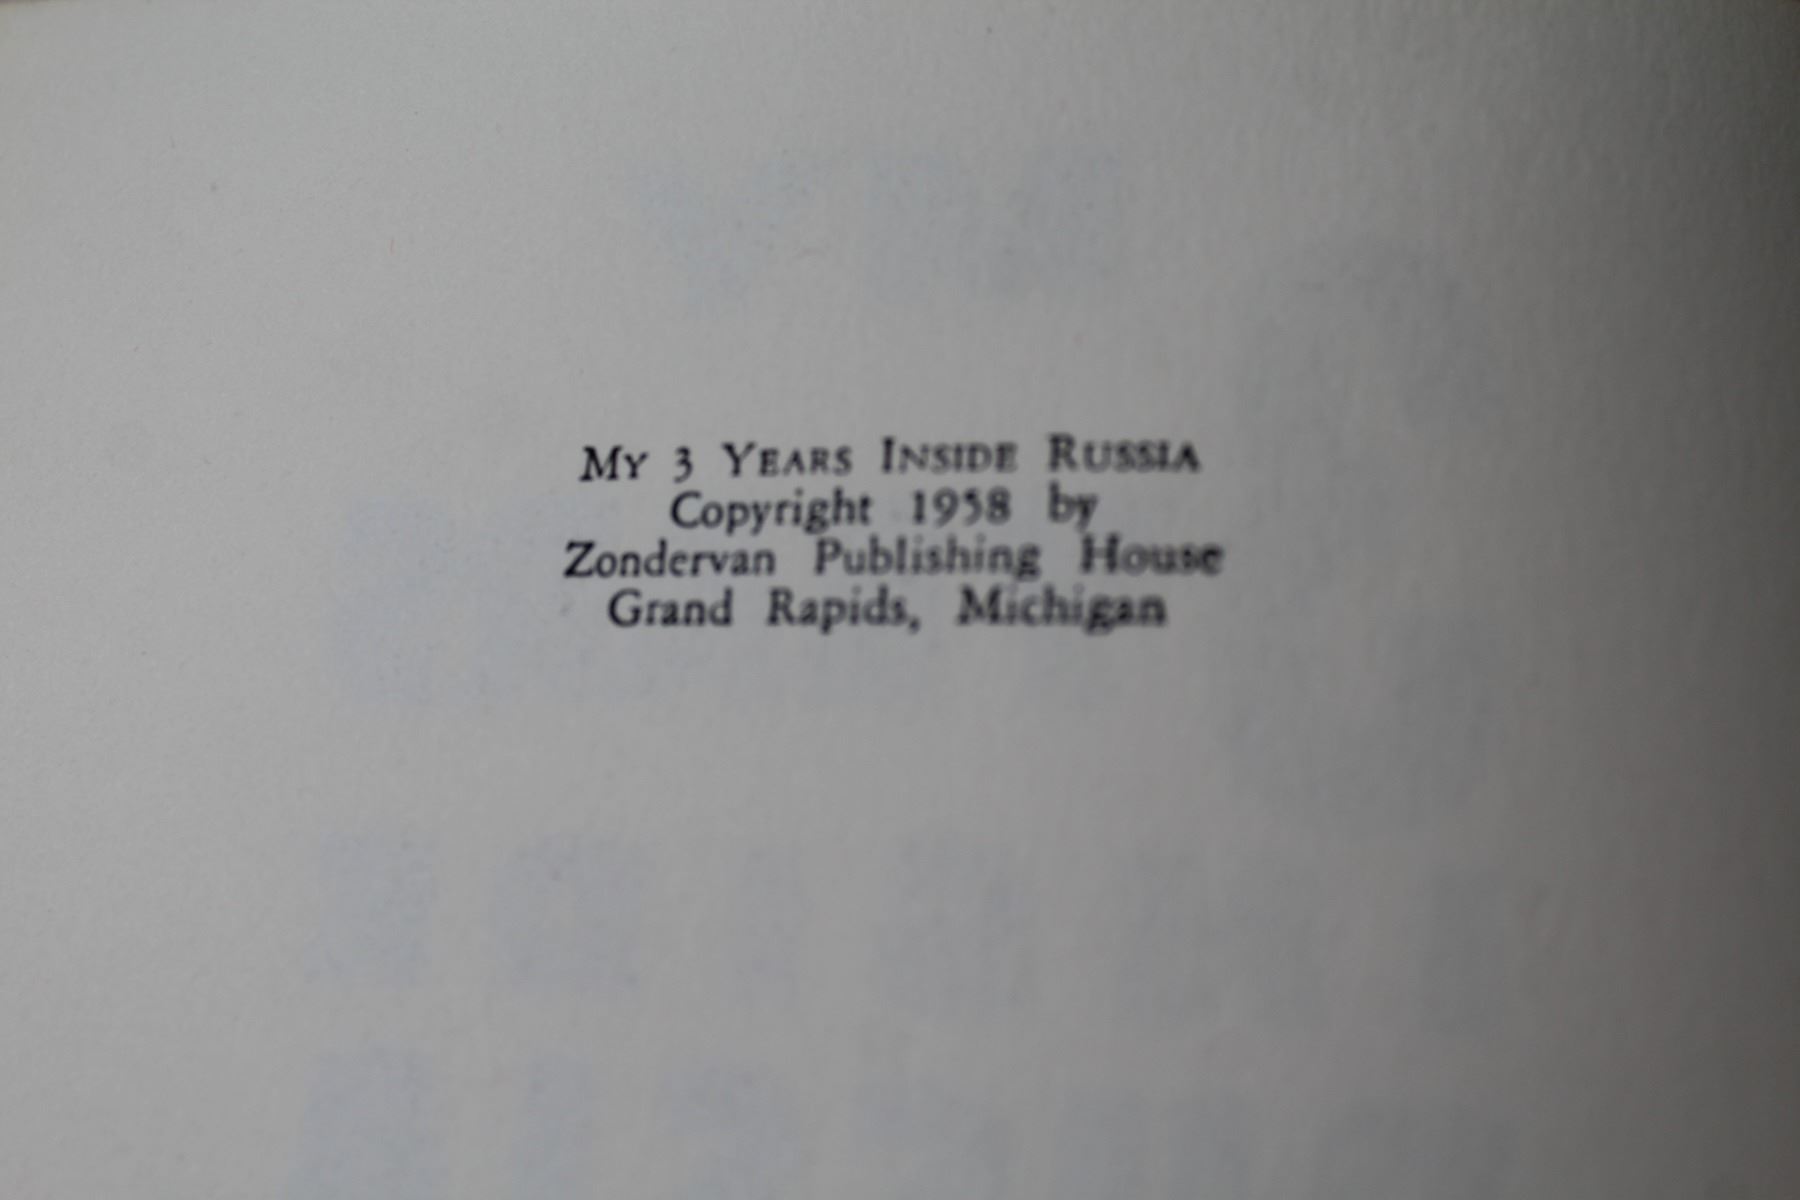 My 3 Years Inside Russia
Copyright 1958 by
Zondervan Publishing House
Grand Rapids, Michigan